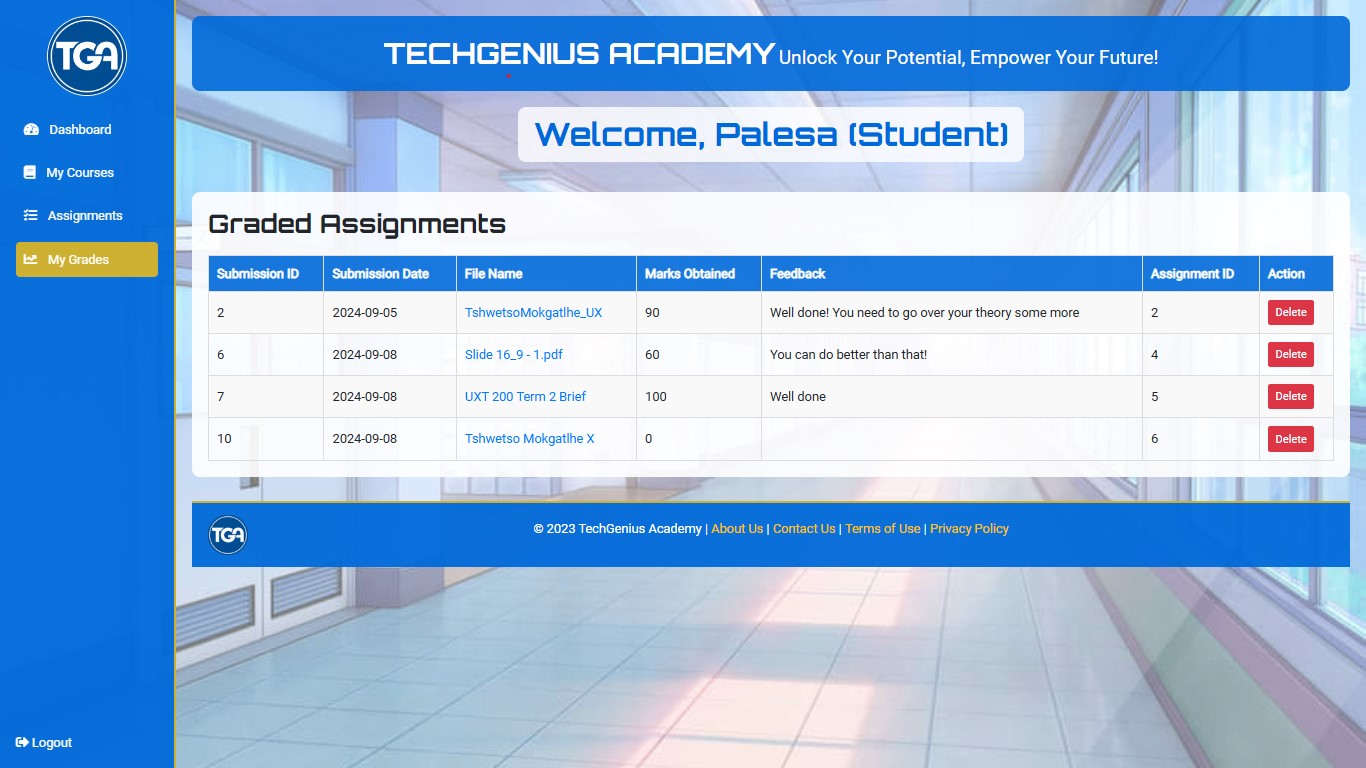 TGA
Dashboard
My Courses
Assignments
My Grades
Logout
TECHGENIUS ACADEMY Unlock Your Potential, Empower Your Future!
Welcome, Palesa (Student)
Graded Assignments
Submission ID Submission Date File Name Marks Obtained Feedback Assignment ID Action
2 2024-09-05 TshwetsoMokgatlhe_UX 90 Well done! You need to go over your theory some more 2 Delete
6 2024-09-08 Slide 16_9 - 1.pdf 60 You can do better than that! 4 Delete
7 2024-09-08 UXT 200 Term 2 Brief 100 Well done 5 Delete
10 2024-09-08 Tshwetso Mokgatlhe X 0 6 Delete
TGA © 2023 TechGenius Academy | About Us | Contact Us | Terms of Use | Privacy Policy